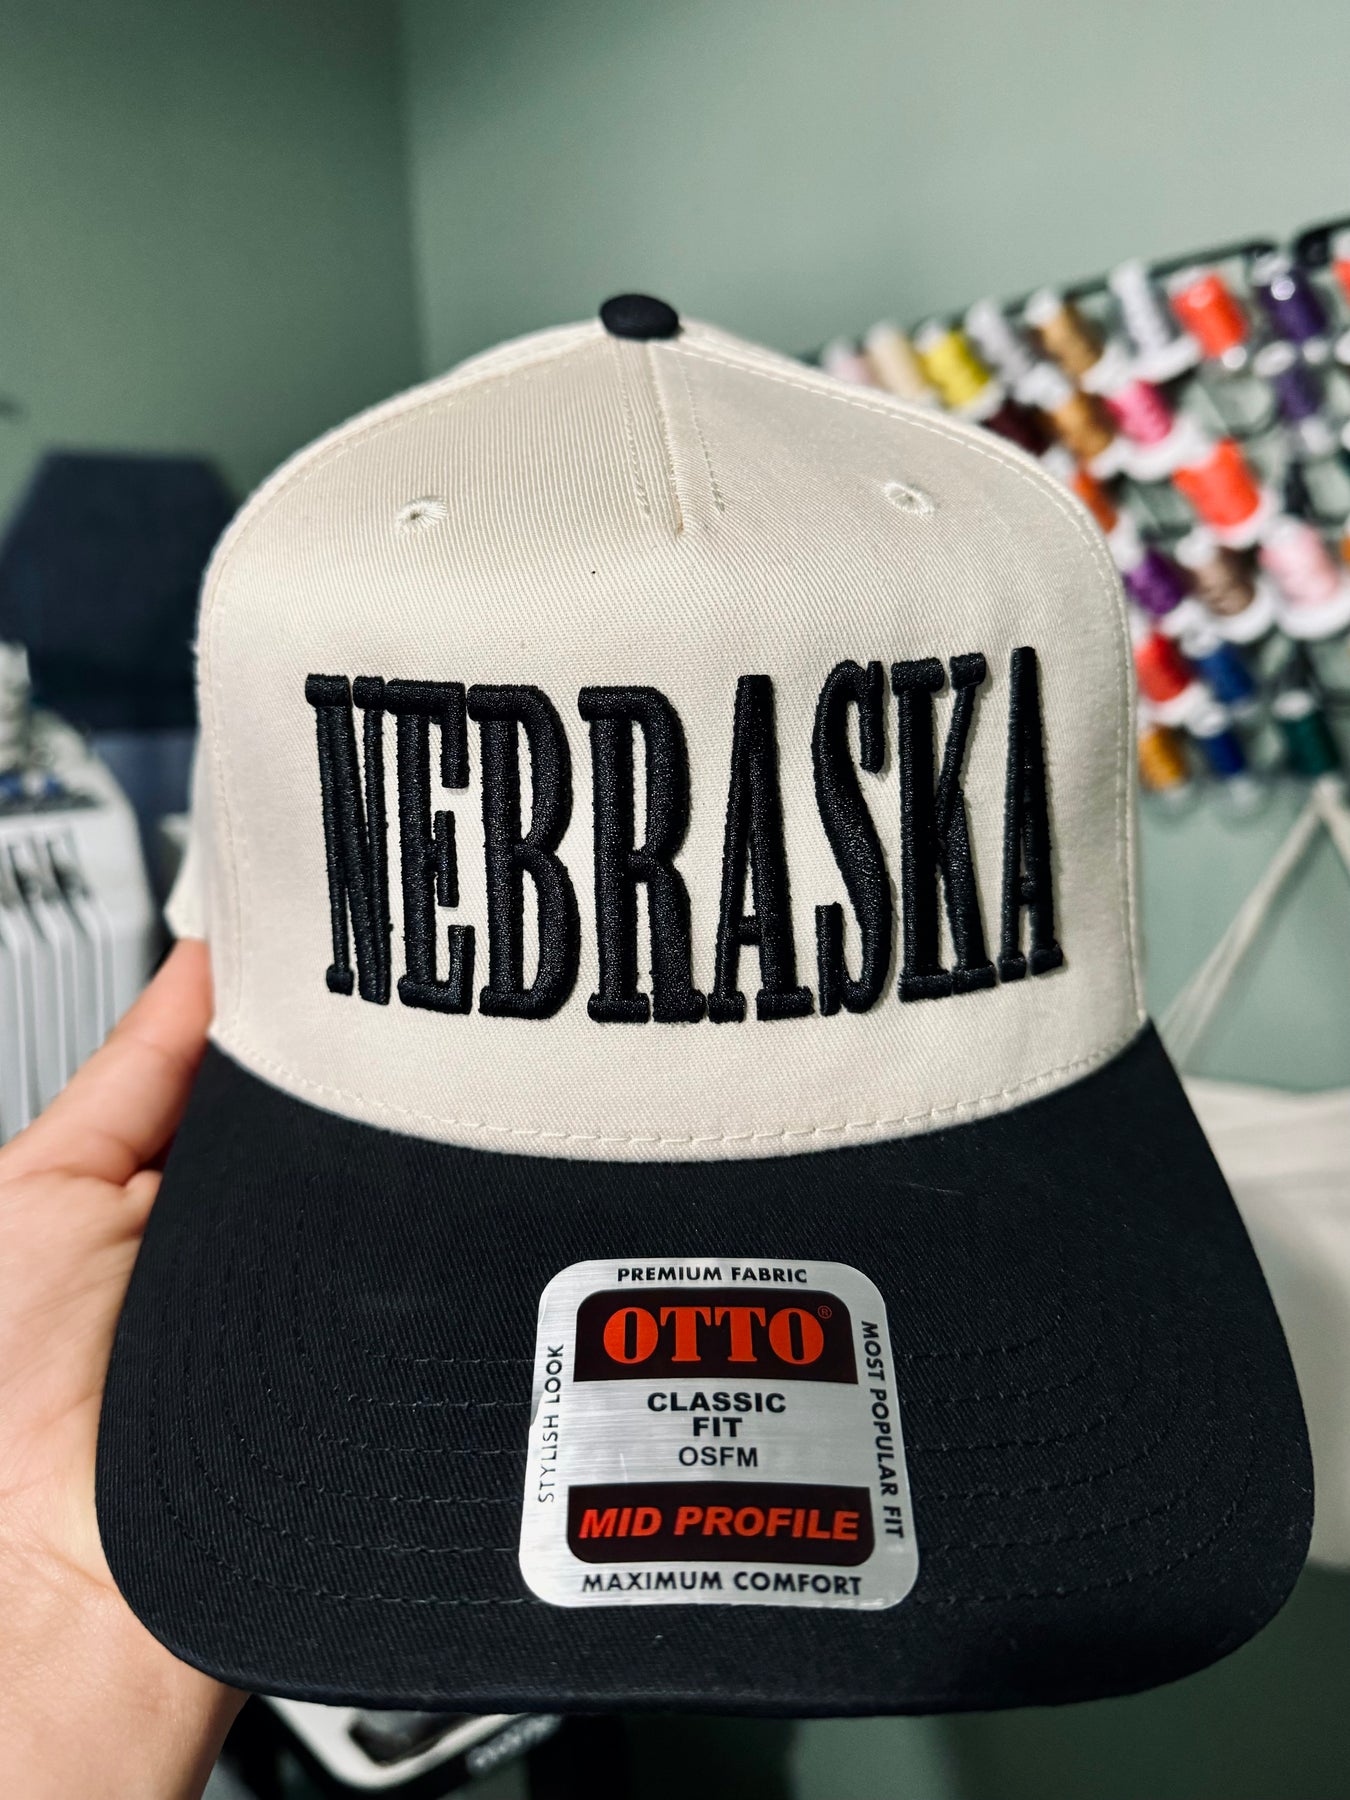 NEBRASKA
PREMIUM FABRIC
OTTO®
STYLISH LOOK
CLASSIC
FIT
OSFM
MOST POPULAR FIT
MID PROFILE
MAXIMUM COMFORT